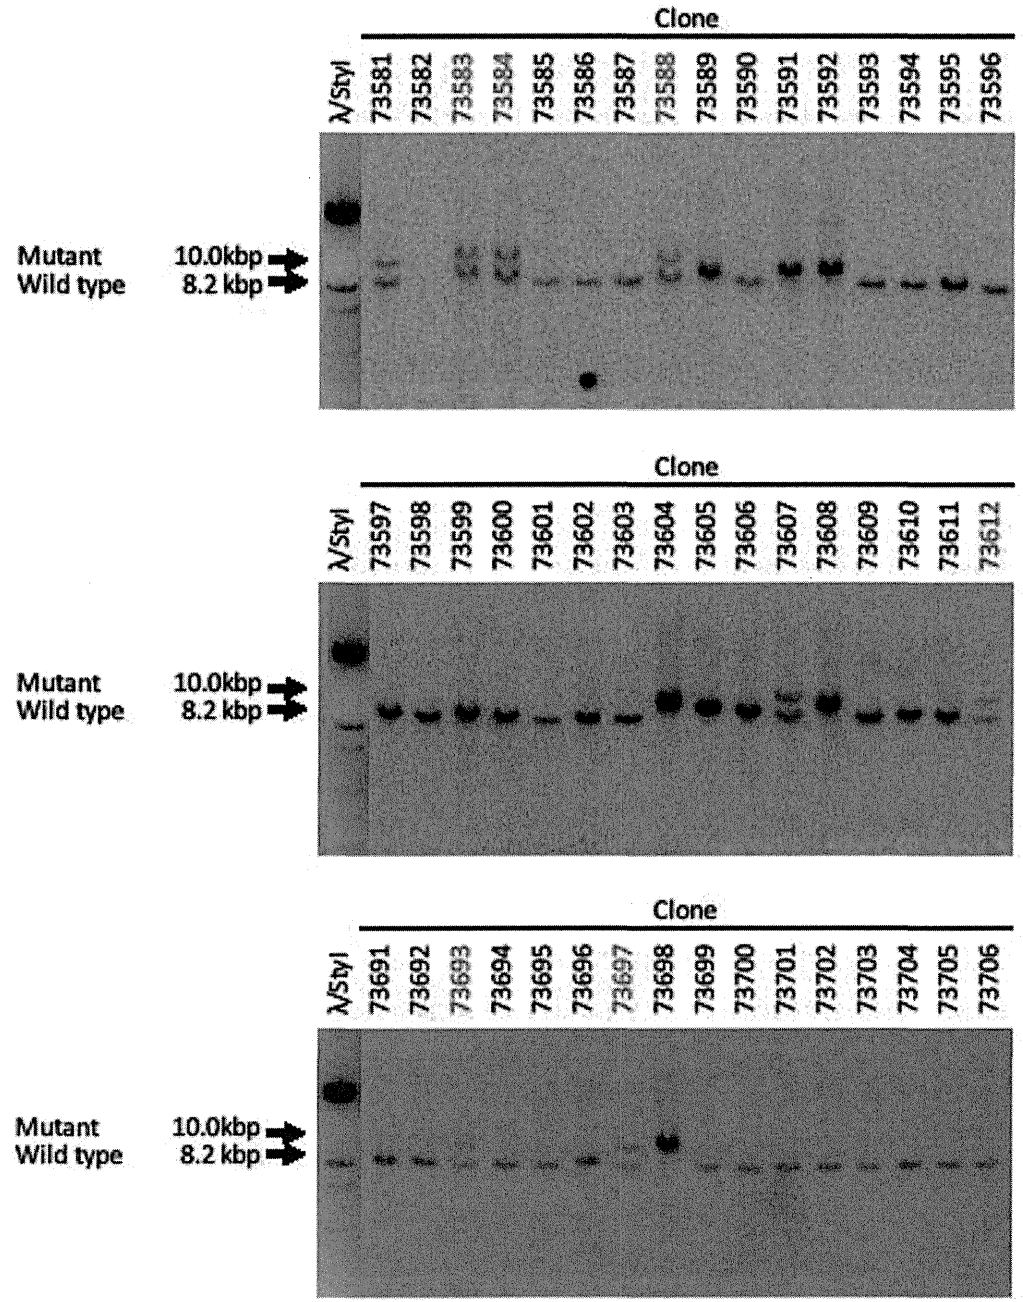 Clone
λ/Styl 73581 73582 73583 73584 73585 73586 73587 73588 73589 73590 73591 73592 73593 73594 73595 73596
Mutant 10.0kbp
Wild type 8.2 kbp
Clone
λ/Styl 73597 73598 73599 73600 73601 73602 73603 73604 73605 73606 73607 73608 73609 73610 73611 73612
Mutant 10.0kbp
Wild type 8.2 kbp
Clone
λ/Styl 73691 73692 73693 73694 73695 73696 73697 73698 73699 73700 73701 73702 73703 73704 73705 73706
Mutant 10.0kbp
Wild type 8.2 kbp